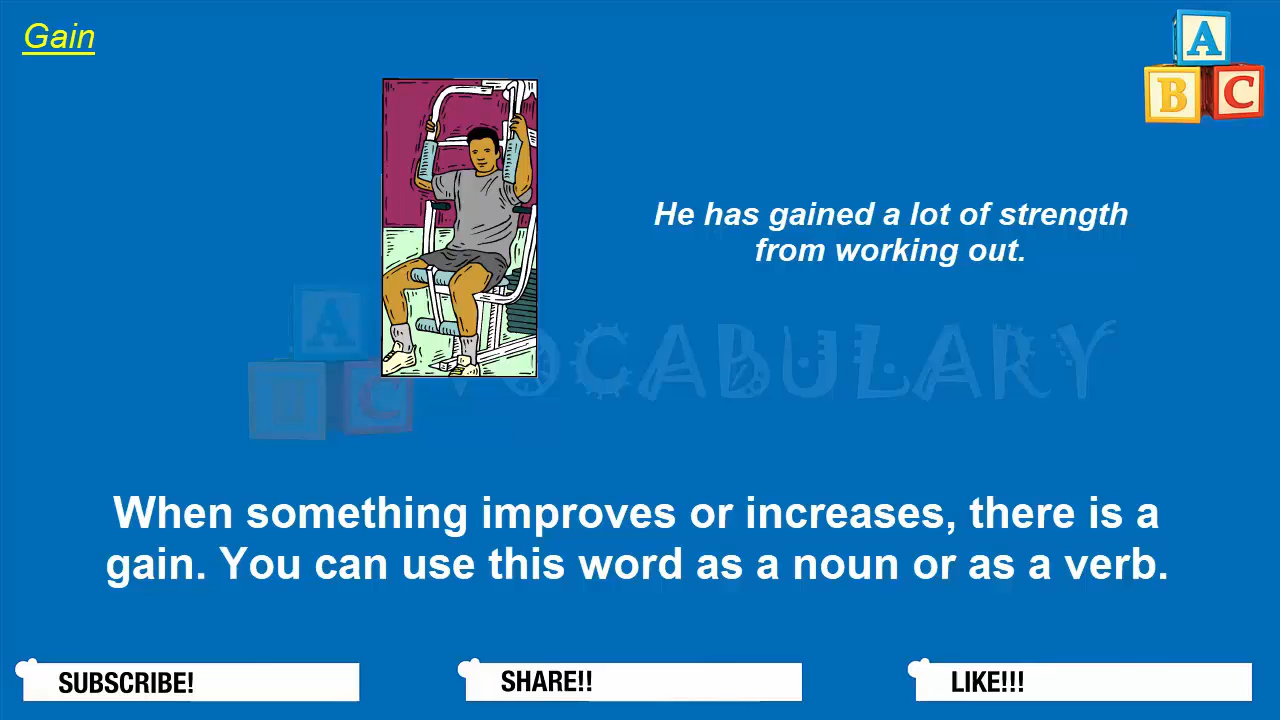 Gain
A
B C
He has gained a lot of strength
from working out.
A
C
VOCABULARY
When something improves or increases, there is a
gain. You can use this word as a noun or as a verb.
SUBSCRIBE!
SHARE!!
LIKE!!!